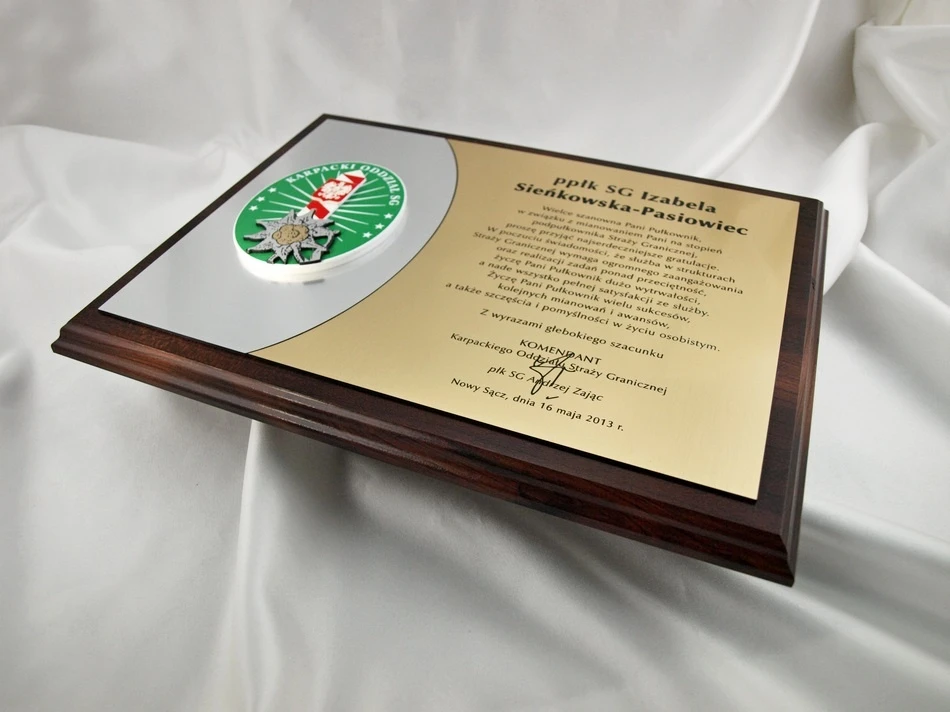 KARPACKI ODDZIAŁ SG
ppłk SG Izabela
Sieńkowska-Pasiowiec
Wielce szanowna Pani Pułkownik,
w związku z mianowaniem Pani na stopień
podpułkownika Straży Granicznej,
proszę przyjąć najserdeczniejsze gratulacje.
W poczuciu świadomości, że służba w strukturach
Straży Granicznej wymaga ogromnego zaangażowania
oraz realizacji zadań ponad przeciętność,
życzę Pani Pułkownik dużo wytrwałości,
a nade wszystko pełnej satysfakcji ze służby.
Życzę Pani Pułkownik wielu sukcesów,
kolejnych mianowań i awansów,
a także szczęścia i pomyślności w życiu osobistym.
Z wyrazami głebokiego szacunku
KOMENDANT
Karpackiego Oddziału Straży Granicznej
płk SG Andrzej Zając
Nowy Sącz, dnia 16 maja 2013 r.